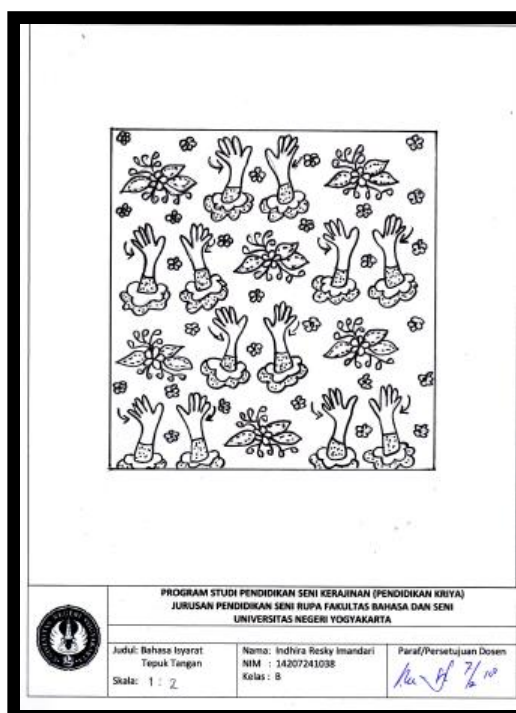 PROGRAM STUDI PENDIDIKAN SENI KERAJINAN (PENDIDIKAN KRIYA)
JURUSAN PENDIDIKAN SENI RUPA FAKULTAS BAHASA DAN SENI
UNIVERSITAS NEGERI YOGYAKARTA
Judul: Bahasa Isyarat
Tepuk Tangan
Skala: 1 : 2
Nama: Indhira Resky Imandari
NIM : 14207241038
Kelas : B
Paraf/Persetujuan Dosen